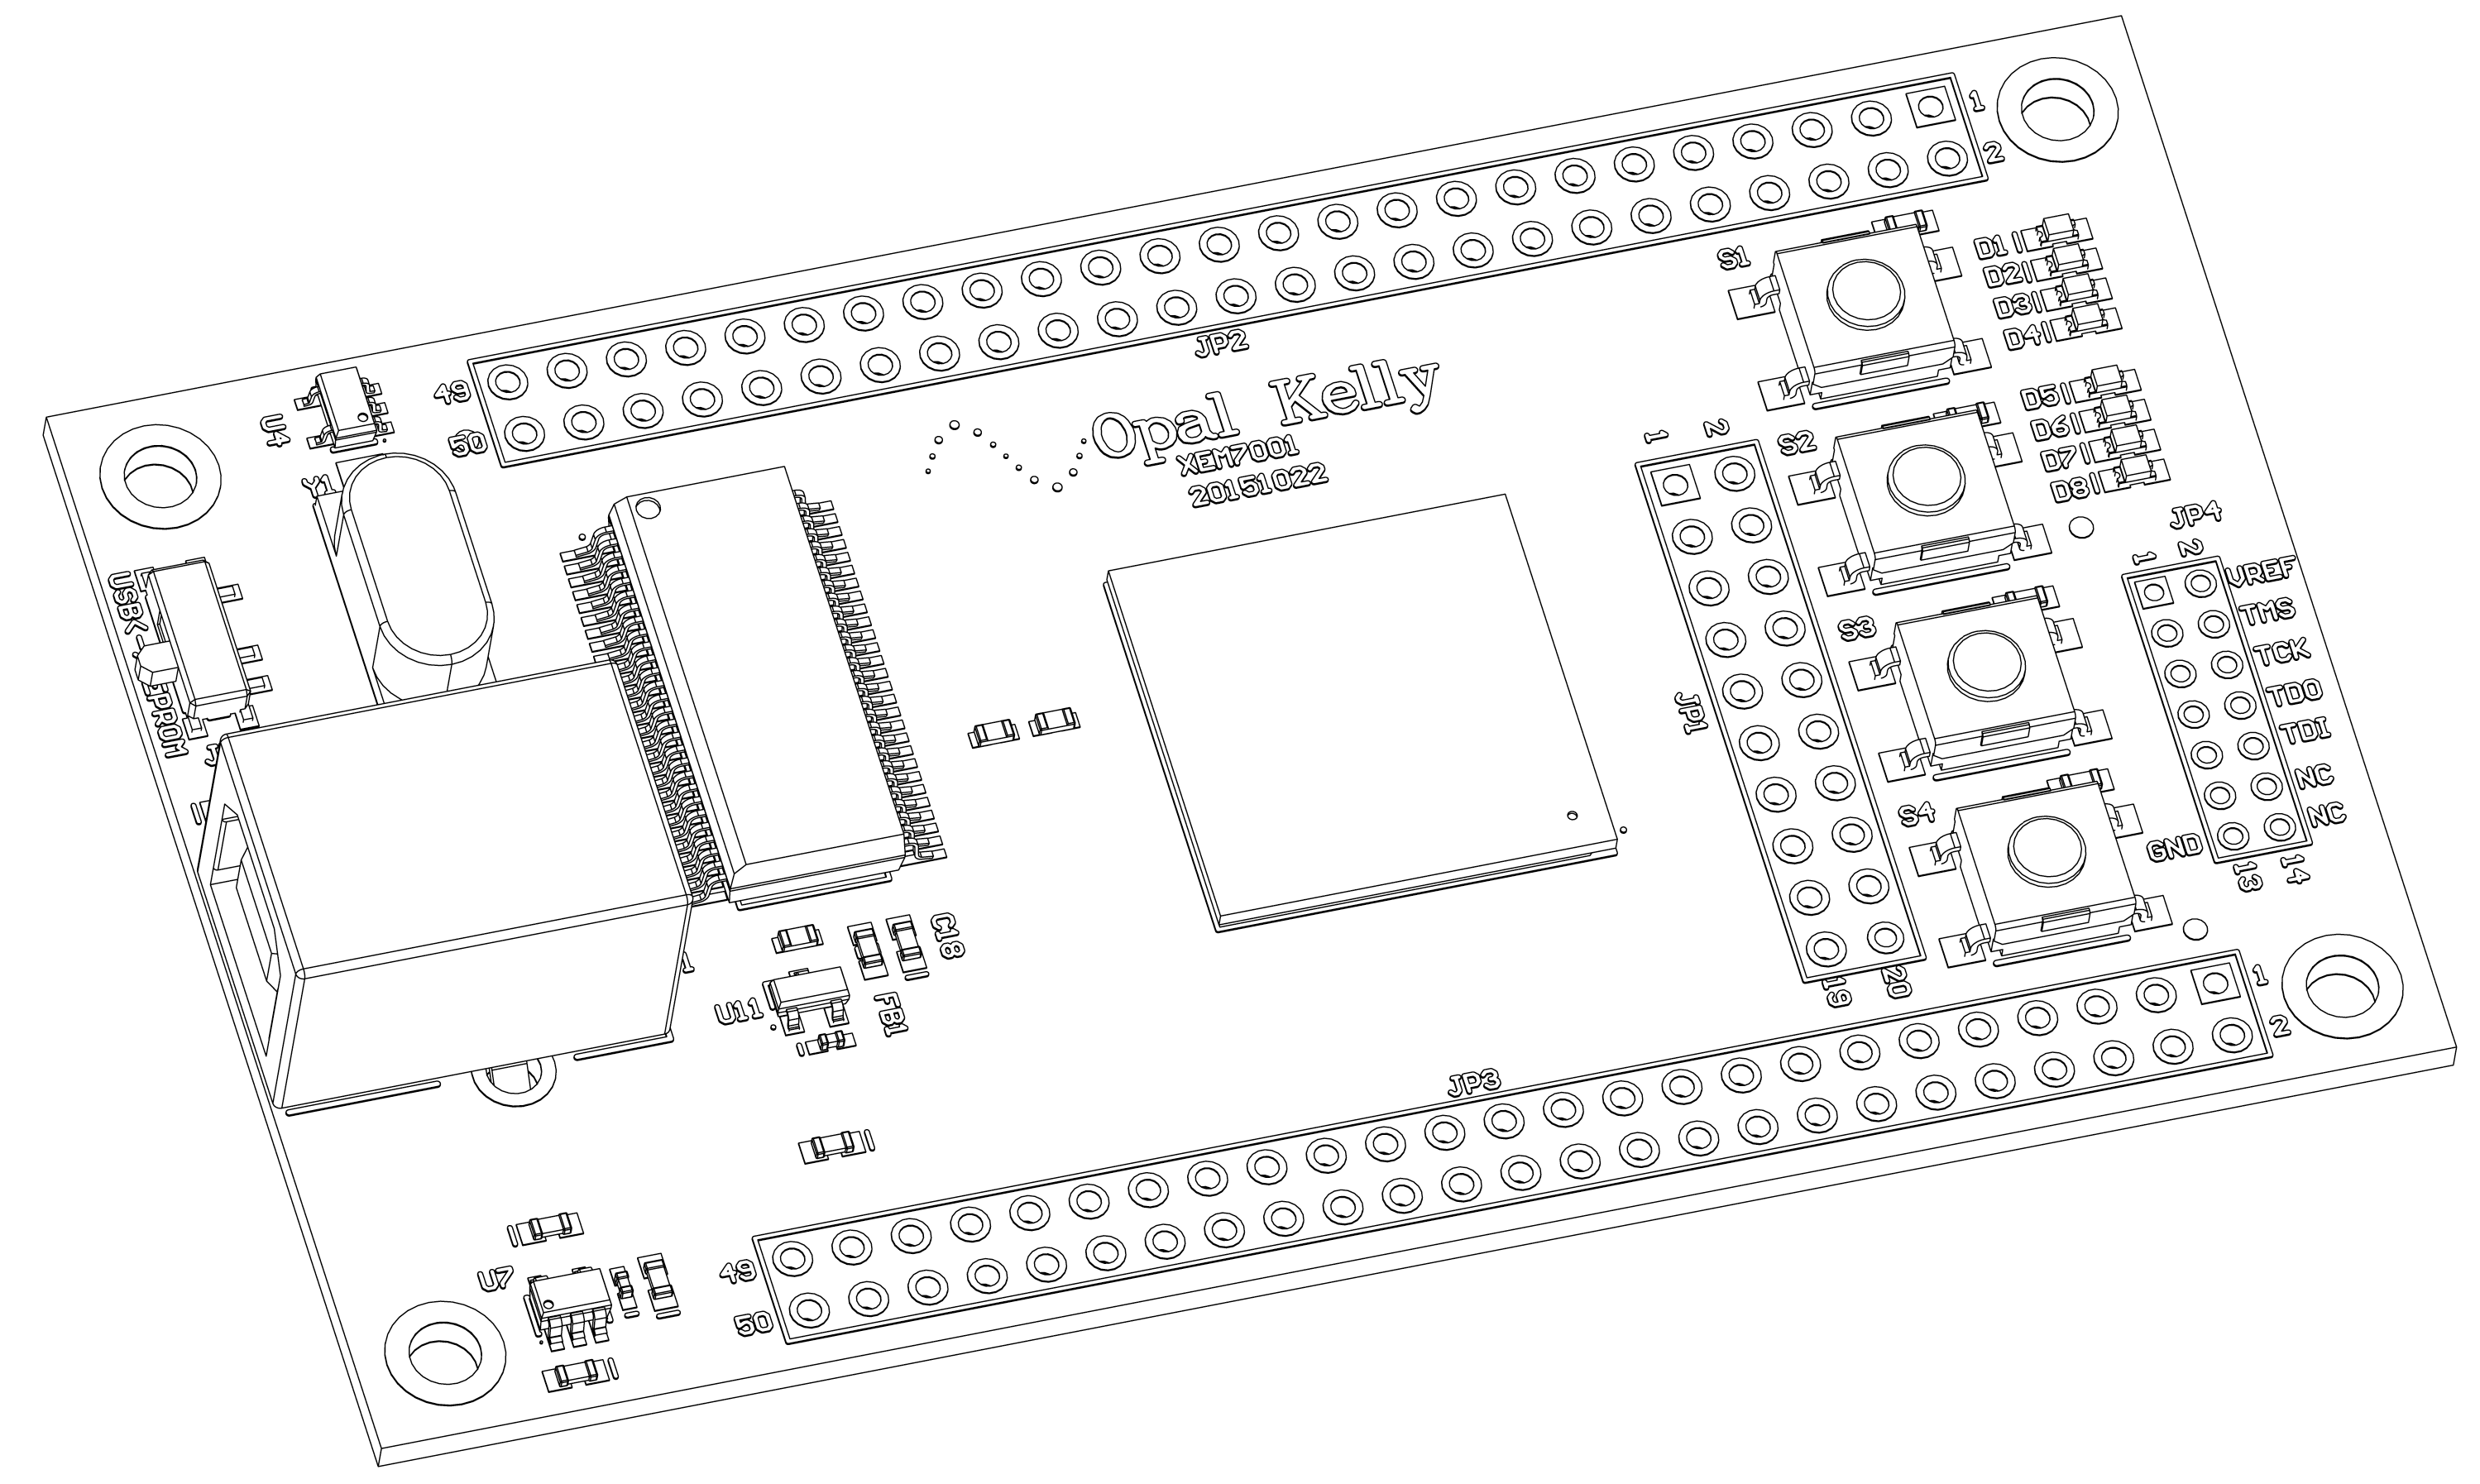 1
2
S1
D1
D2
D3
D4
JP2
49
50
U4
Opal Kelly
XEM7001
20151022
Y1
1 2
S2
D5
D6
D7
D8
JP4
1 2
VREF
TMS
TCK
TDO
TDI
NC
NC
GND
13 14
USB
PROM
S3
JP1
S4
19 20
C18
U11
FB1
1
2
JP3
49
50
U7